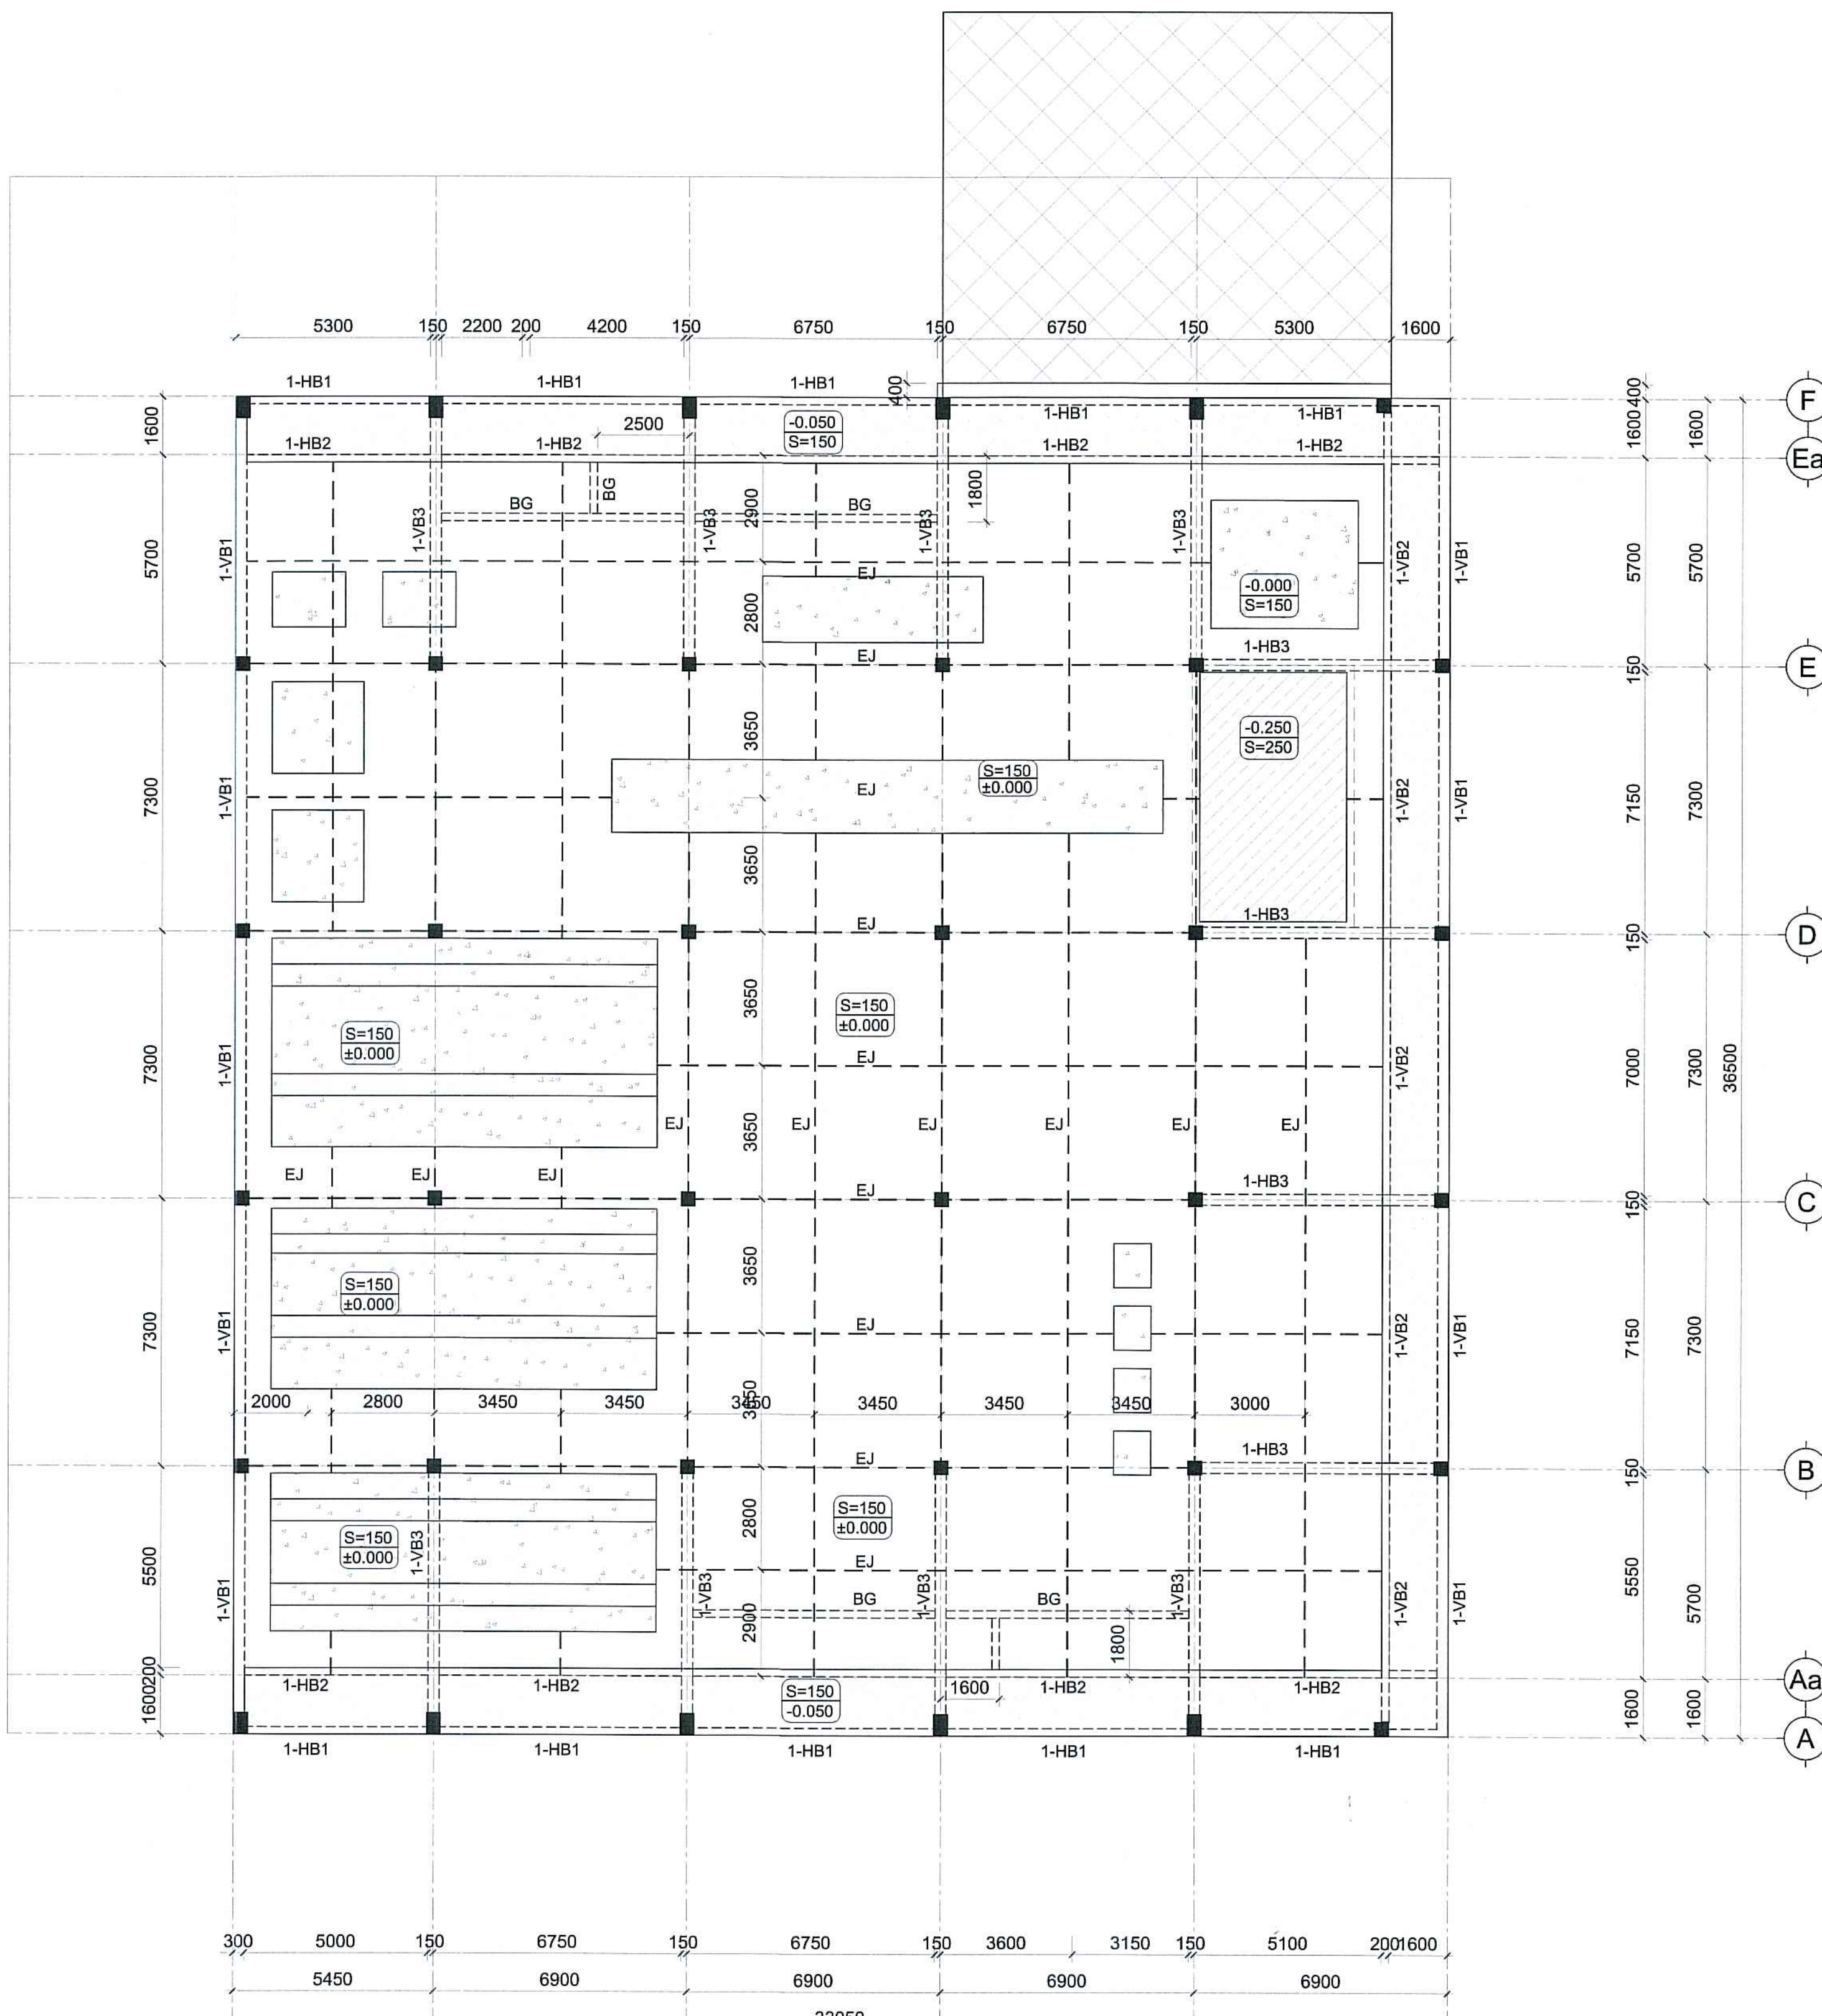 5300 150 2200 200 4200 150 6750 150 6750 150 5300 1600
1-HB1 1-HB1 1-HB1 400 1-HB1 1-HB1 400 F
1600 2500 -0.050 1600 1600
S=150
1-HB2 1-HB2 1-HB2 1-HB2 Ea
1800
BG BG 2900 BG
1-VB3 1-VB3 1-VB3 1-VB3
5700 1-VB1 EJ 1-VB2 1-VB1 5700 5700
-0.000
S=150
2800
EJ 1-HB3 150 E
3650 -0.250
S=250
S=150
±0.000
7300 1-VB1 EJ 1-VB2 1-VB1 7150 7300
3650
EJ 1-HB3 150 D
3650 S=150
±0.000
S=150
±0.000
7300 1-VB1 EJ 1-VB2 7000 7300 36500
3650
EJ EJ EJ EJ EJ EJ
EJ EJ EJ
EJ 1-HB3 150 C
3650
S=150
±0.000
7300 1-VB1 EJ 1-VB2 1-VB1 7150 7300
3650
2000 2800 3450 3450 3450 3450 3450 3450 3000
EJ 1-HB3 150 B
2800 S=150
±0.000
S=150
±0.000
1-VB3
5500 EJ 5550 5700
1-VB1 1-VB3 1-VB3 1-VB3 1-VB2 1-VB1
2900 BG BG
1800
200 Aa
1-HB2 1-HB2 S=150
-0.050
1600 1-HB2 1-HB2
1600 1600 1600 A
1-HB1 1-HB1 1-HB1 1-HB1 1-HB1
300 5000 150 6750 150 6750 150 3600 3150 150 5100 200 1600
5450 6900 6900 6900 6900